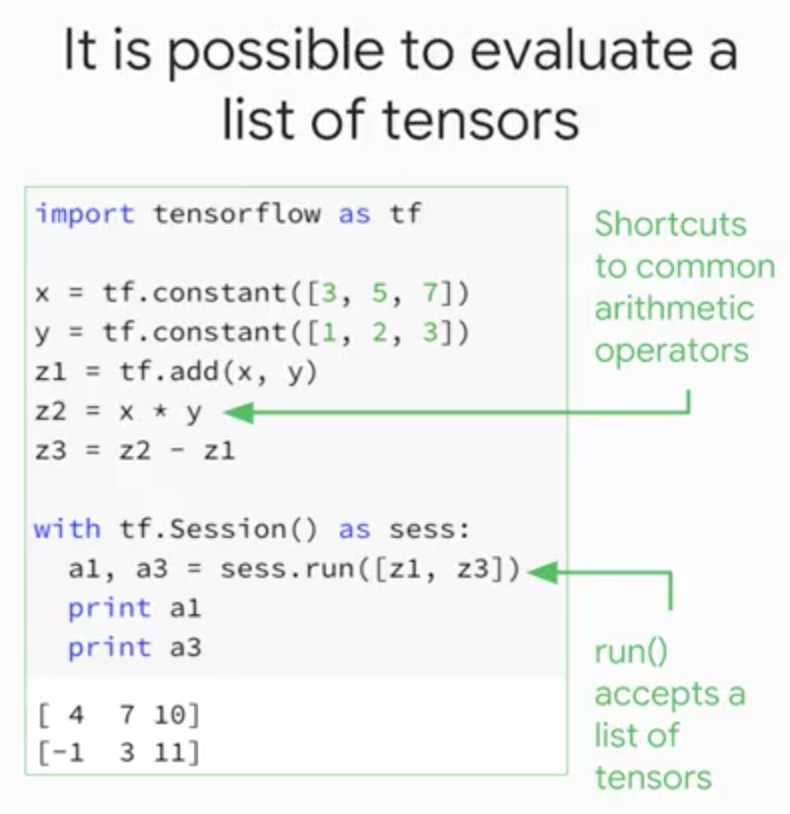 It is possible to evaluate a
list of tensors
import tensorflow as tf
x = tf.constant([3, 5, 7])
y = tf.constant([1, 2, 3])
z1 = tf.add(x, y)
z2 = x * y
z3 = z2 - z1
with tf.Session() as sess:
  a1, a3 = sess.run([z1, z3])
  print a1
  print a3
[ 4  7 10]
[-1  3 11]
Shortcuts
to common
arithmetic
operators
run()
accepts a
list of
tensors